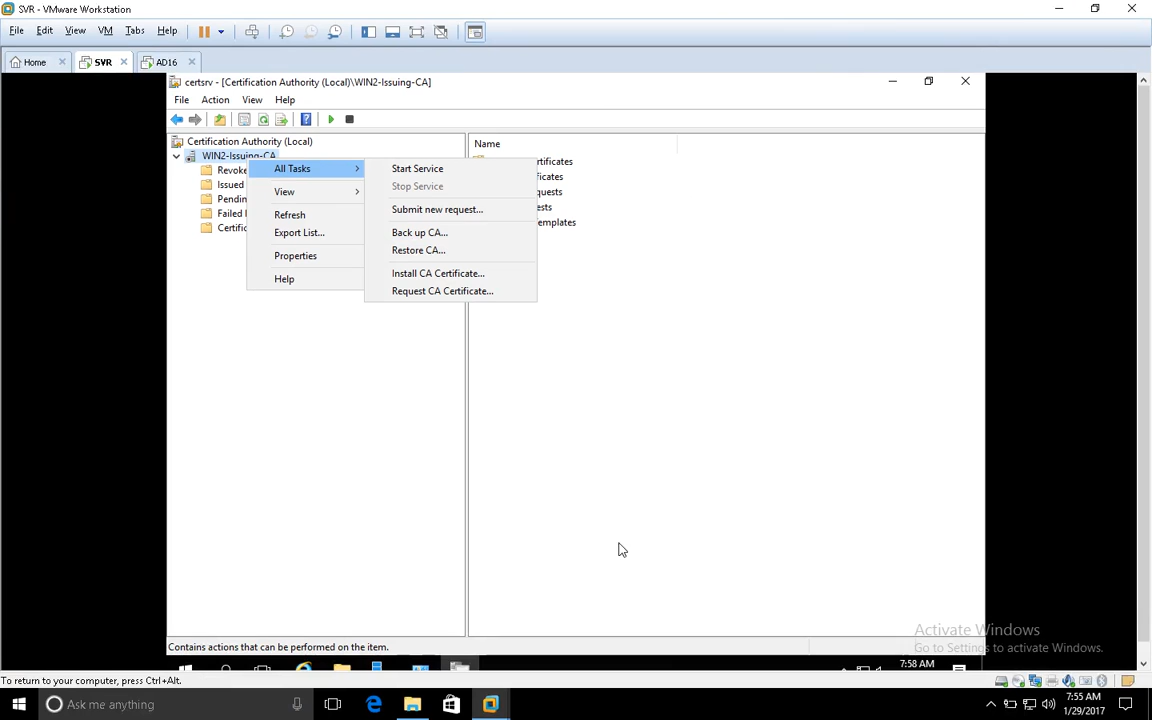 SVR - VMware Workstation
File Edit View VM Tabs Help
Home SVR AD16
certsrv - [Certification Authority (Local)\WIN2-Issuing-CA]
File Action View Help
Certification Authority (Local)
WIN2-Issuing-CA
Revoke
Issued
Pendin
Failed
Certific
Name
ertificates
ificates
quests
ests
emplates
All Tasks
View
Refresh
Export List...
Properties
Help
Start Service
Stop Service
Submit new request...
Back up CA...
Restore CA...
Install CA Certificate...
Request CA Certificate...
Activate Windows
Go to Settings to activate Windows.
Contains actions that can be performed on the item.
7:58 AM
To return to your computer, press Ctrl+Alt.
Ask me anything
7:55 AM
1/29/2017